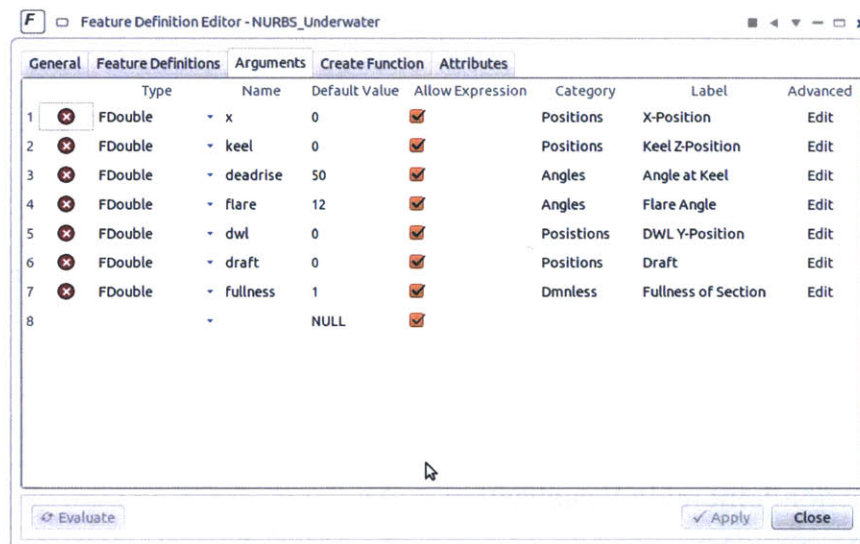 F Feature Definition Editor - NURBS_Underwater
General Feature Definitions Arguments Create Function Attributes
Type Name Default Value Allow Expression Category Label Advanced
1 FDouble x 0 Positions X-Position Edit
2 FDouble keel 0 Positions Keel Z-Position Edit
3 FDouble deadrise 50 Angles Angle at Keel Edit
4 FDouble flare 12 Angles Flare Angle Edit
5 FDouble dwl 0 Posistions DWL Y-Position Edit
6 FDouble draft 0 Positions Draft Edit
7 FDouble fullness 1 Dmnless Fullness of Section Edit
8 NULL
Evaluate Apply Close